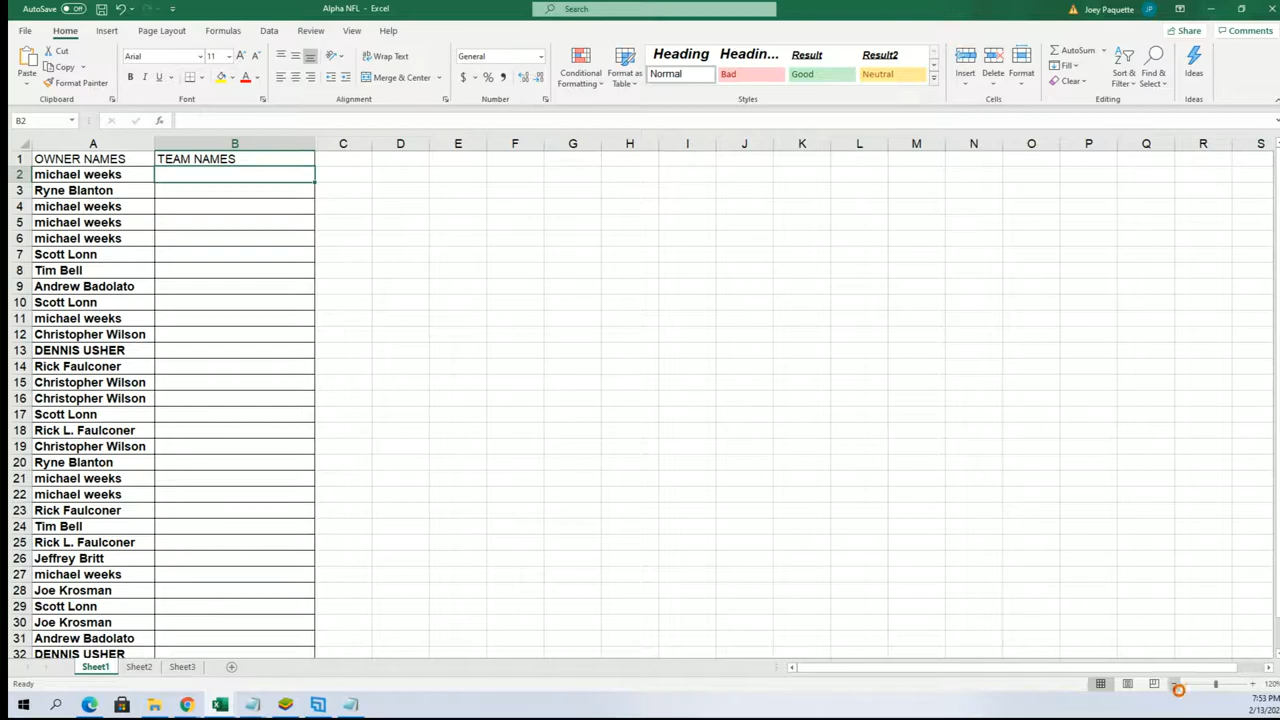 AutoSave Off Alpha NFL - Excel Search Joey Paquette JP
File Home Insert Page Layout Formulas Data Review View Help Share Comments
Paste Cut Copy Format Painter Clipboard
Arial 11 B I U A A A Font
Wrap Text Merge & Center Alignment
General $ % Number
Conditional Formatting Format as Table
Heading Headin... Result Result2
Normal Bad Good Neutral
Styles
Insert Delete Format Cells
AutoSum Fill Clear Sort & Filter Find & Select Editing
Ideas Ideas
B2 fx
A B C D E F G H I J K L M N O P Q R S
1 OWNER NAMES TEAM NAMES
2 michael weeks
3 Ryne Blanton
4 michael weeks
5 michael weeks
6 michael weeks
7 Scott Lonn
8 Tim Bell
9 Andrew Badolato
10 Scott Lonn
11 michael weeks
12 Christopher Wilson
13 DENNIS USHER
14 Rick Faulconer
15 Christopher Wilson
16 Christopher Wilson
17 Scott Lonn
18 Rick L. Faulconer
19 Christopher Wilson
20 Ryne Blanton
21 michael weeks
22 michael weeks
23 Rick Faulconer
24 Tim Bell
25 Rick L. Faulconer
26 Jeffrey Britt
27 michael weeks
28 Joe Krosman
29 Scott Lonn
30 Joe Krosman
31 Andrew Badolato
32 DENNIS USHER
Sheet1 Sheet2 Sheet3
Ready 120%
7:53 PM
2/13/202